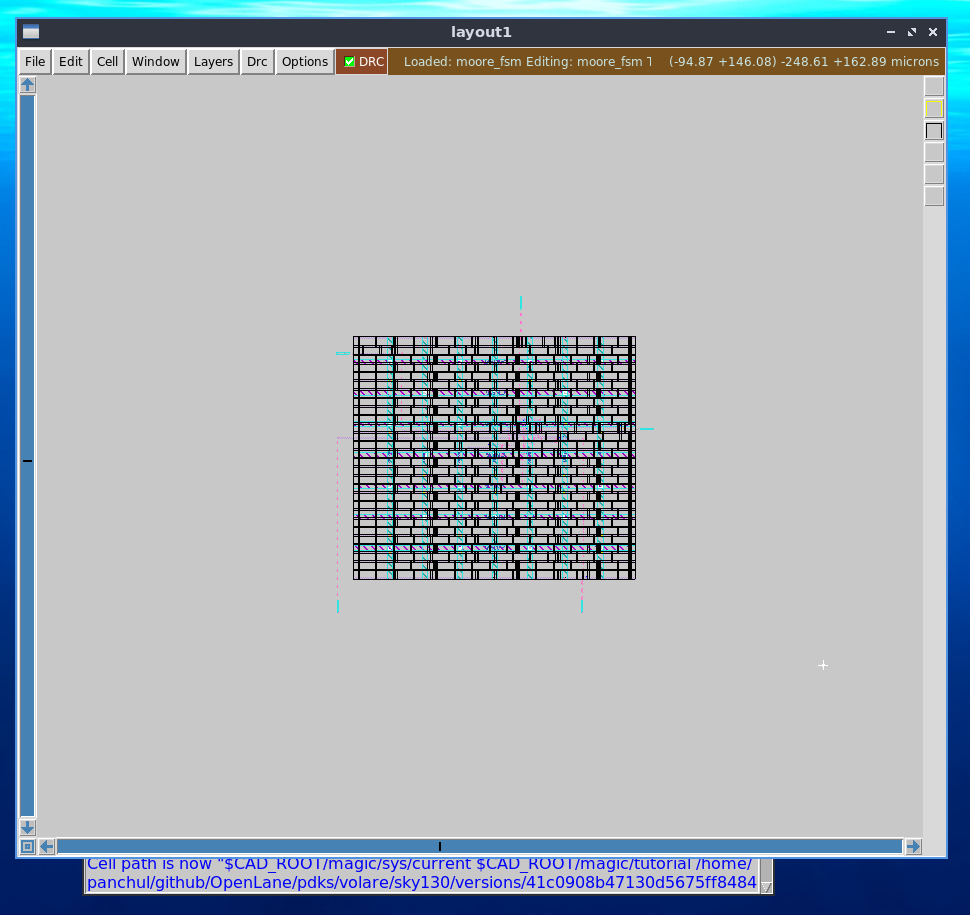 layout1
File Edit Cell Window Layers Drc Options DRC Loaded: moore_fsm Editing: moore_fsm T (-94.87 +146.08) -248.61 +162.89 microns
Cell path is now "$CAD_ROOT/magic/sys/current $CAD_ROOT/magic/tutorial /home/
panchul/github/OpenLane/pdks/volare/sky130/versions/41c0908b47130d5675ff8484